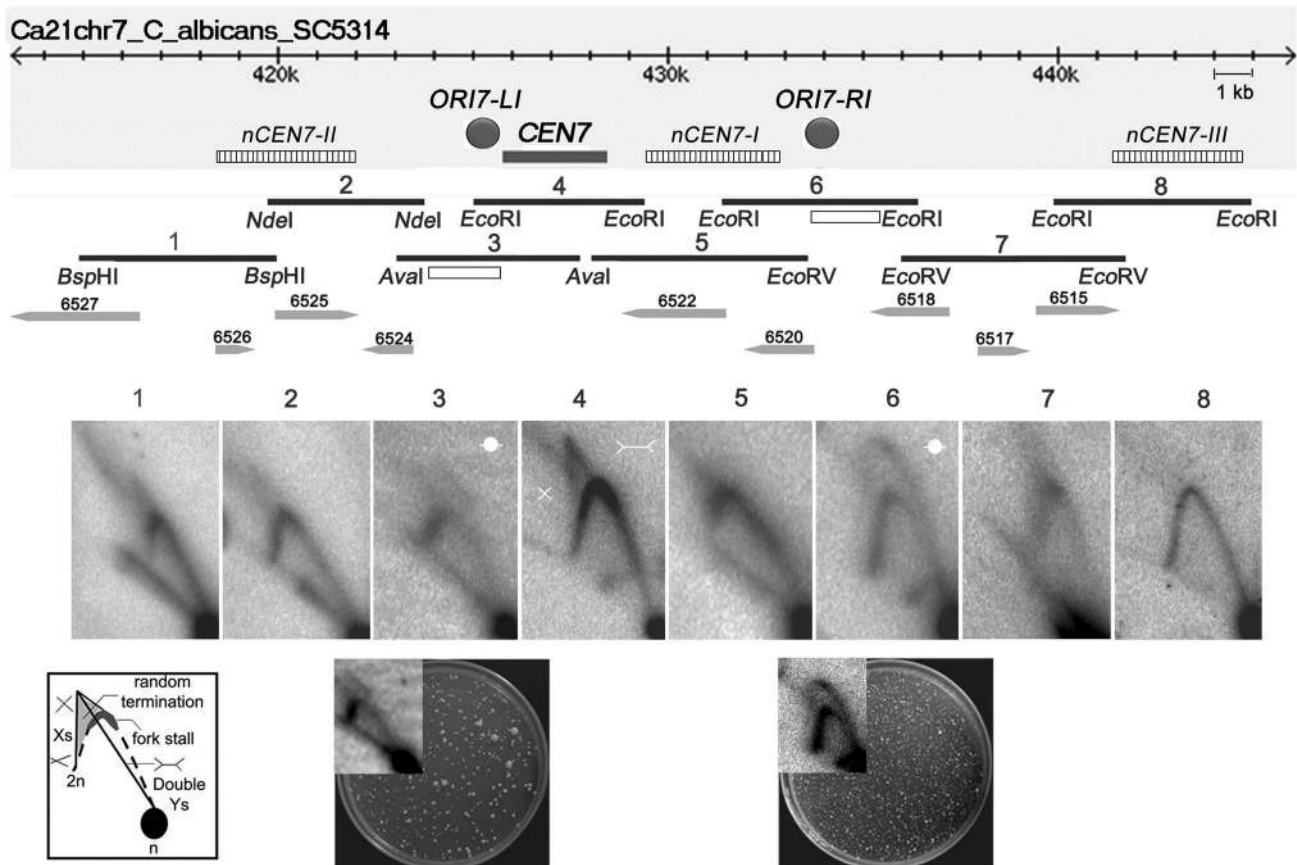 Ca21chr7_C_albicans_SC5314
420k 430k 440k
1 kb
ORI7-LI ORI7-RI
nCEN7-II CEN7 nCEN7-I nCEN7-III
2 4 6 8
NdeI NdeI EcoRI EcoRI EcoRI EcoRI EcoRI EcoRI
1 3 5 7
BspHI BspHI AvaI AvaI EcoRV EcoRV EcoRV
6527 6525 6522 6518 6515
6526 6524 6520 6517
1 2 3 4 5 6 7 8
random
termination
Xs
fork stall
2n
Double
Ys
n